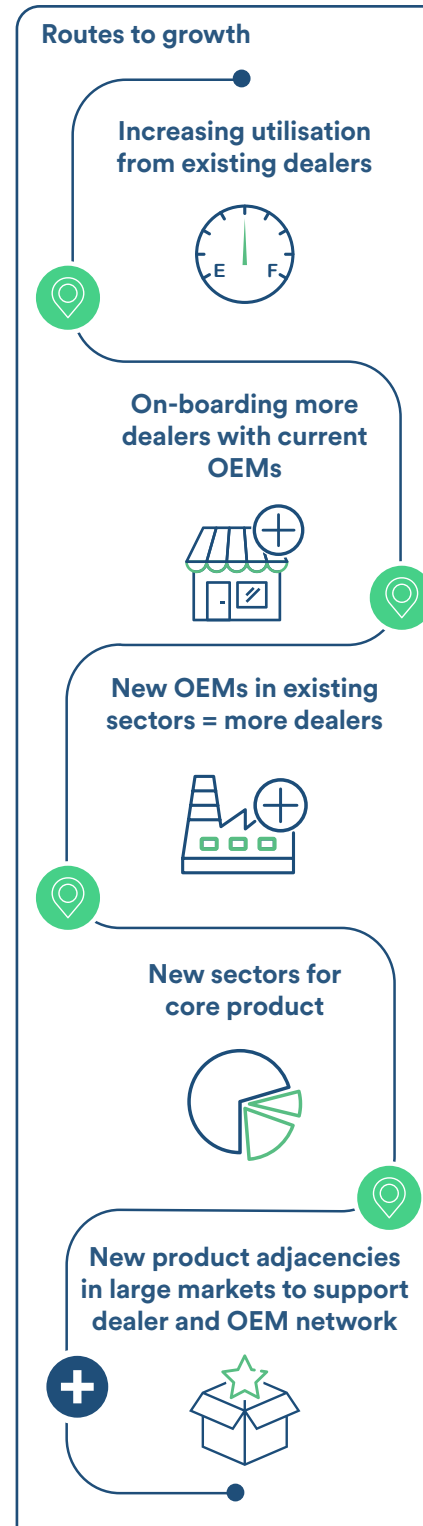 Routes to growth
Increasing utilisation
from existing dealers
E F
On-boarding more
dealers with current
OEMs
New OEMs in existing
sectors = more dealers
New sectors for
core product
New product adjacencies
in large markets to support
dealer and OEM network